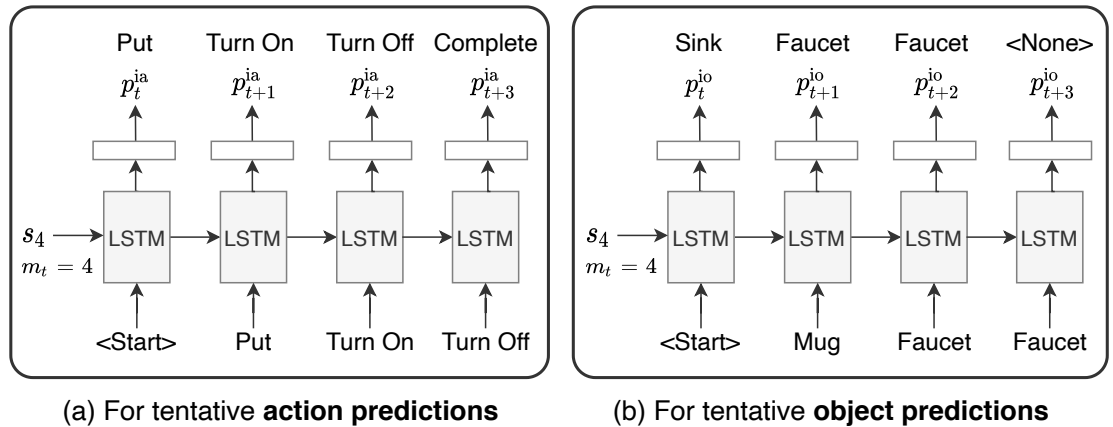 Put Turn On Turn Off Complete
p_t^{ia} p_{t+1}^{ia} p_{t+2}^{ia} p_{t+3}^{ia}
s_4 LSTM LSTM LSTM LSTM
m_t = 4
<Start> Put Turn On Turn Off
(a) For tentative action predictions
Sink Faucet Faucet <None>
p_t^{io} p_{t+1}^{io} p_{t+2}^{io} p_{t+3}^{io}
s_4 LSTM LSTM LSTM LSTM
m_t = 4
<Start> Mug Faucet Faucet
(b) For tentative object predictions